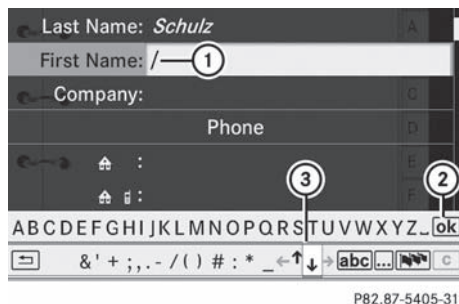 Last Name: Schulz
A
First Name: /
1
Company:
C
Phone
D
:
E
3
2
:
F
ABCDEFGHIJKLMNOPQRSTUVWXYZ_ ok
& ' + ; , . - / ( ) # : * _ ← ↑ ↓ → abc ... c
P82.87-5405-31